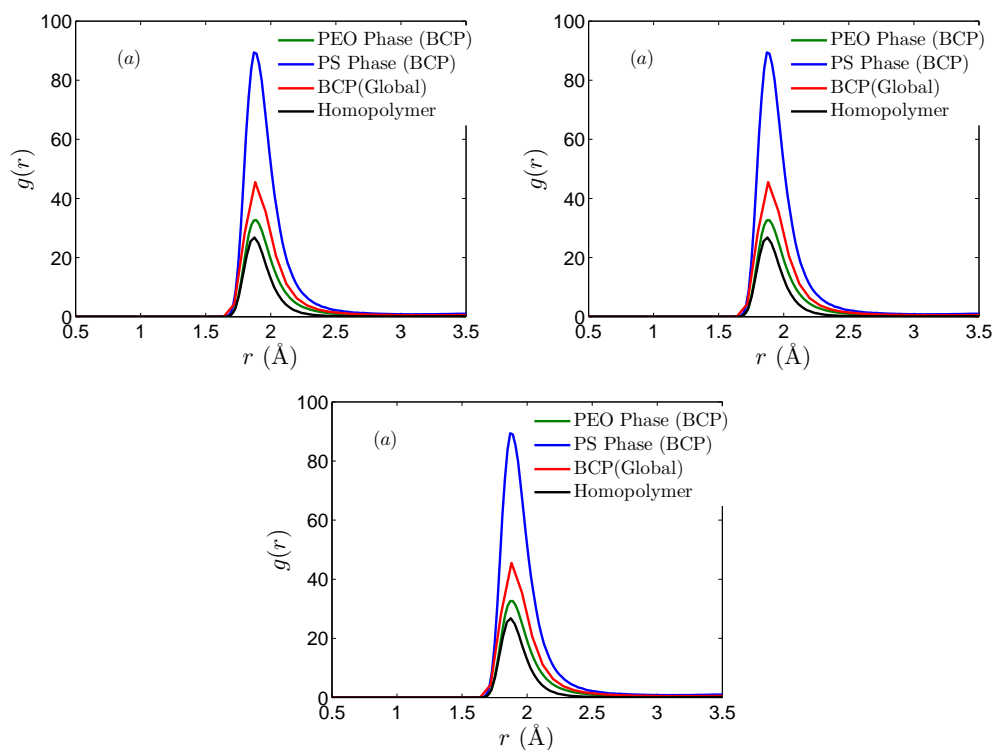 100
80
60
40
20
0
g(r)
(a)
PEO Phase (BCP)
PS Phase (BCP)
BCP(Global)
Homopolymer
0.5 1 1.5 2 2.5 3 3.5
r (Å)
100
80
60
40
20
0
g(r)
(a)
PEO Phase (BCP)
PS Phase (BCP)
BCP(Global)
Homopolymer
0.5 1 1.5 2 2.5 3 3.5
r (Å)
100
80
60
40
20
0
g(r)
(a)
PEO Phase (BCP)
PS Phase (BCP)
BCP(Global)
Homopolymer
0.5 1 1.5 2 2.5 3 3.5
r (Å)